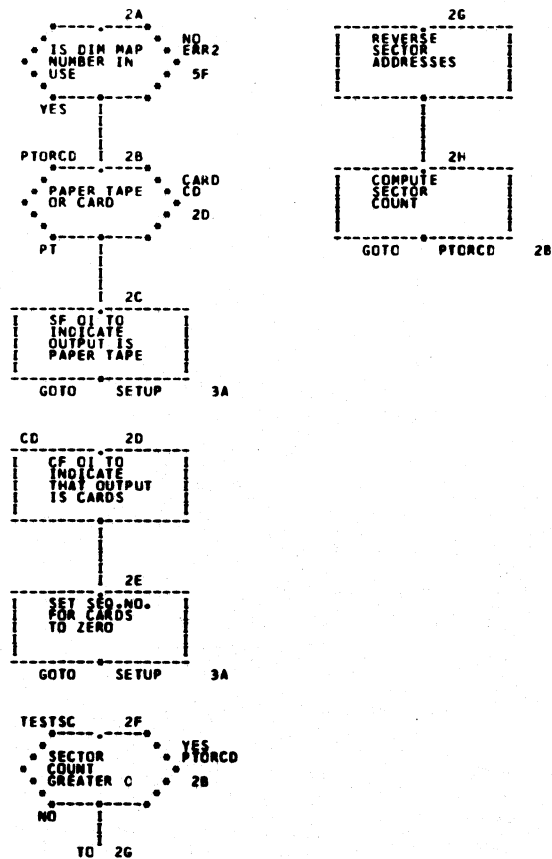 2A
IS DIM MAP
NUMBER IN
USE
NO
ERR2
5F
YES
PTORCD 2B
PAPER TAPE
OR CARD
CARD
CD
2D
PT
2C
SF 01 TO
INDICATE
OUTPUT IS
PAPER TAPE
GOTO SETUP 3A
CD 2D
CF 01 TO
INDICATE
THAT OUTPUT
IS CARDS
2E
SET SEQ.NO.
FOR CARDS
TO ZERO
GOTO SETUP 3A
TESTSC 2F
SECTOR
COUNT
GREATER 0
YES
PTORCD
2B
NO
TO 2G
2G
REVERSE
SECTOR
ADDRESSES
2H
COMPUTE
SECTOR
COUNT
GOTO PTORCD 2B